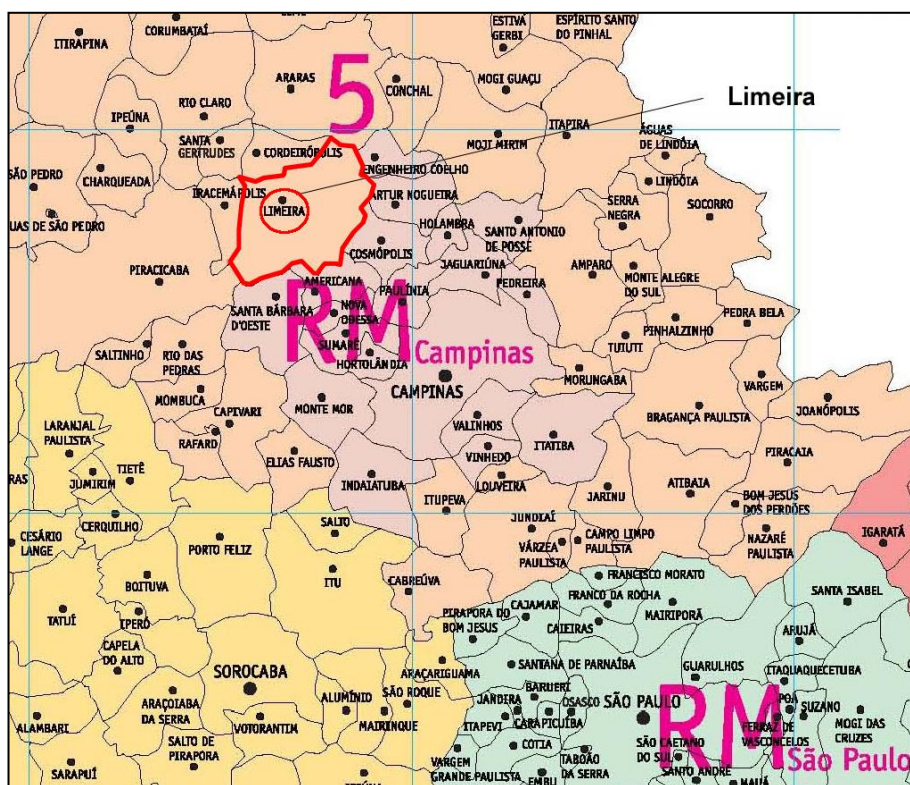 ITIRAPINA
CORUMBATAÍ
ESTIVA
GERBI
ESPÍRITO SANTO
DO PINHAL
ARARAS
5
CONCHAL
MOGI GUAÇU
Limeira
IPEÚNA
RIO CLARO
SANTA
GERTRUDES
CORDEIRÓPOLIS
MOJI MIRIM
ITAPIRA
ÁGUAS
DE LINDÓIA
SÃO PEDRO
CHARQUEADA
ENGENHEIRO COELHO
LINDÓIA
IRACEMÁPOLIS
LIMEIRA
ARTUR NOGUEIRA
SERRA
NEGRA
SOCORRO
UAS DE SÃO PEDRO
HOLAMBRA
SANTO ANTONIO
DE POSSE
COSMÓPOLIS
JAGUARIÚNA
PIRACICABA
AMPARO
MONTE ALEGRE
DO SUL
AMERICANA
PAULÍNIA
PEDREIRA
SANTA BÁRBARA
D'OESTE
NOVA
ODESSA
RM Campinas
SUMARÉ
HORTOLÂNDIA
PINHALZINHO
PEDRA BELA
TUIUTI
SALTINHO
RIO DAS
PEDRAS
CAMPINAS
MORUNGABA
VARGEM
MOMBUCA
CAPIVARI
MONTE MOR
BRAGANÇA PAULISTA
JOANÓPOLIS
VALINHOS
LARANJAL
PAULISTA
RAFARD
ELIAS FAUSTO
VINHEDO
ITATIBA
PIRACAIA
RAS
JUMIRIM
TIETÊ
INDAIATUBA
LOUVEIRA
ITUPEVA
JARINU
ATIBAIA
BOM JESUS
DOS PERDÕES
CERQUILHO
SALTO
JUNDIAÍ
CESÁRIO
LANGE
PORTO FELIZ
VÁRZEA
PAULISTA
CAMPO LIMPO
PAULISTA
NAZARÉ
PAULISTA
IGARATÁ
BOITUVA
ITU
CABREÚVA
FRANCISCO MORATO
FRANCO DA ROCHA
SANTA ISABEL
TATUÍ
IPERÓ
PIRAPORA DO
BOM JESUS
CAJAMAR
CAIEIRAS
MAIRIPORÃ
ARUJÁ
CAPELA
DO ALTO
SOROCABA
ARAÇARIGUAMA
SANTANA DE PARNAÍBA
GUARULHOS
ITAQUAQUECETUBA
ARAÇOIABA
DA SERRA
ALUMÍNIO
SÃO ROQUE
JANDIRA
BARUERI
OSASCO
SÃO PAULO
RM São Paulo
POÁ
SUZANO
ALAMBARI
VOTORANTIM
MAIRINQUE
ITAPEVI
CARAPICUÍBA
FERRAZ DE
VASCONCELOS
MOGI DAS
CRUZES
SALTO DE
PIRAPORA
COTIA
SÃO CAETANO
DO SUL
SARAPUÍ
VARGEM
GRANDE PAULISTA
TABOÃO
DA SERRA
EMBU
SANTO ANDRÉ
MAUÁ